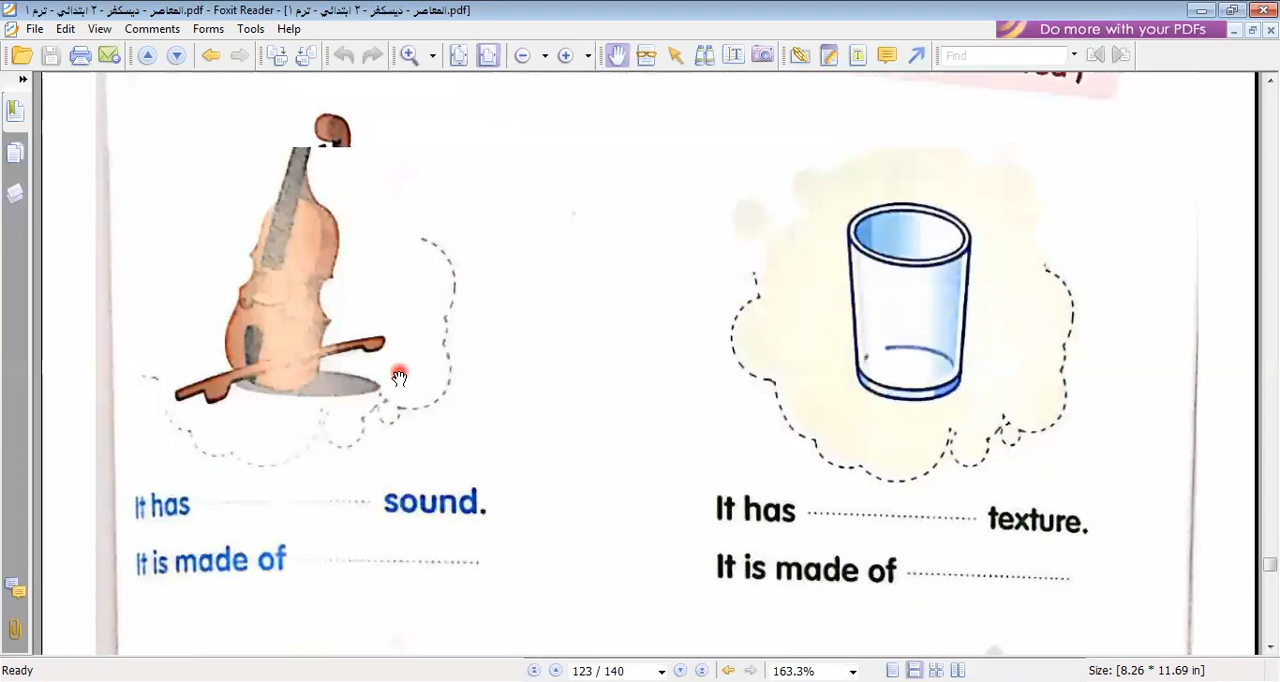 المعاصر - ديسكفر - ٢ ابتدائي - ترم ١.pdf - Foxit Reader - [المعاصر - ديسكفر - ٢ ابتدائي - ترم ١.pdf]
File Edit View Comments Forms Tools Help
Do more with your PDFs
Find
It has sound.
It is made of
It has texture.
It is made of
Ready
123 / 140
163.3%
Size: [8.26 * 11.69 in]